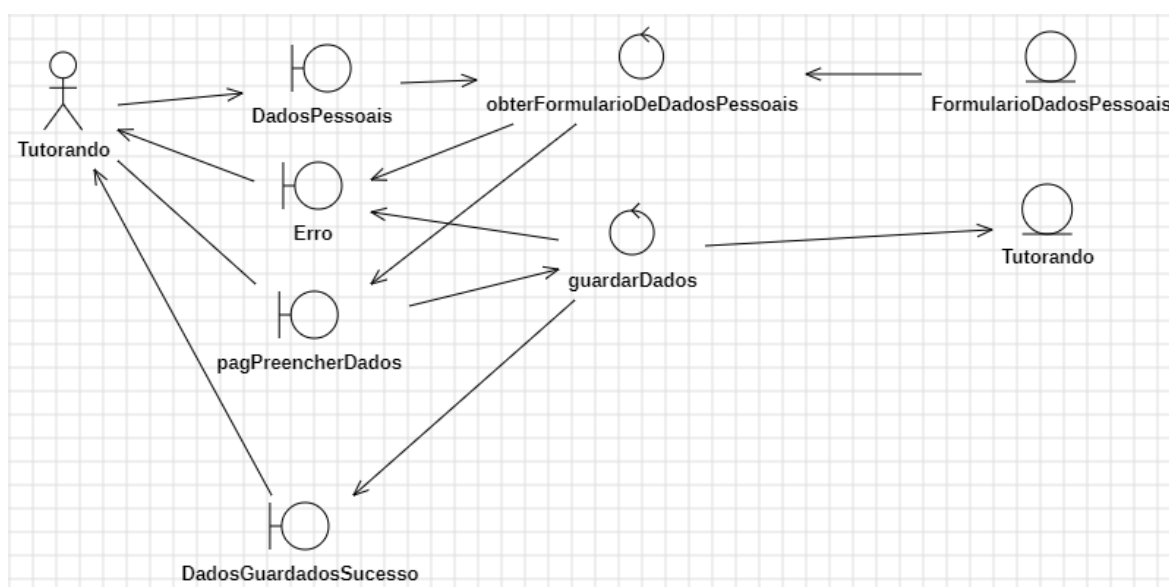 DadosPessoais
obterFormularioDeDadosPessoais
FormularioDadosPessoais
Tutorando
Erro
guardarDados
Tutorando
pagPreencherDados
DadosGuardadosSucesso